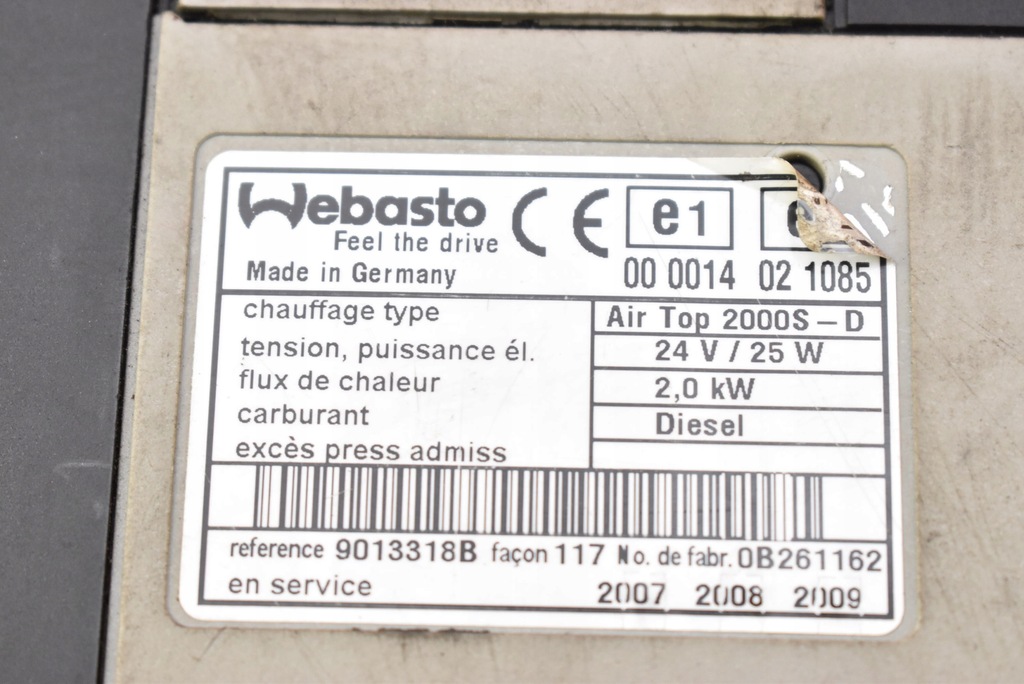 Webasto
Feel the drive
Made in Germany
CE
e1
00 0014 02 1085
chauffage type Air Top 2000S – D
tension, puissance él. 24 V / 25 W
flux de chaleur 2,0 kW
carburant Diesel
excès press admiss
reference 9013318B façon 117 No. de fabr. 0B261162
en service 2007 2008 2009